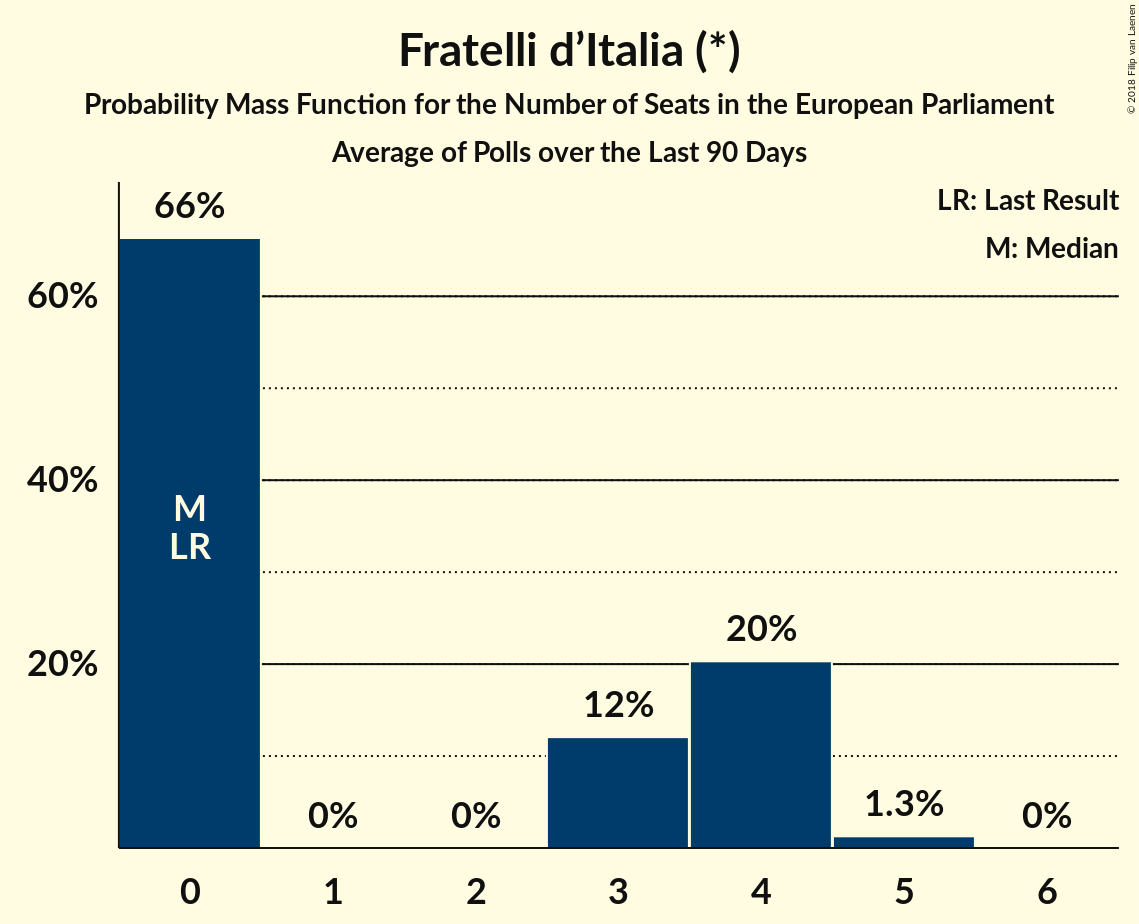 Fratelli d’Italia (*)
Probability Mass Function for the Number of Seats in the European Parliament
Average of Polls over the Last 90 Days
© 2018 Filip van Laenen
LR: Last Result
M: Median
66%
60%
40%
20%
M
LR
0%
0%
12%
20%
1.3%
0%
0 1 2 3 4 5 6